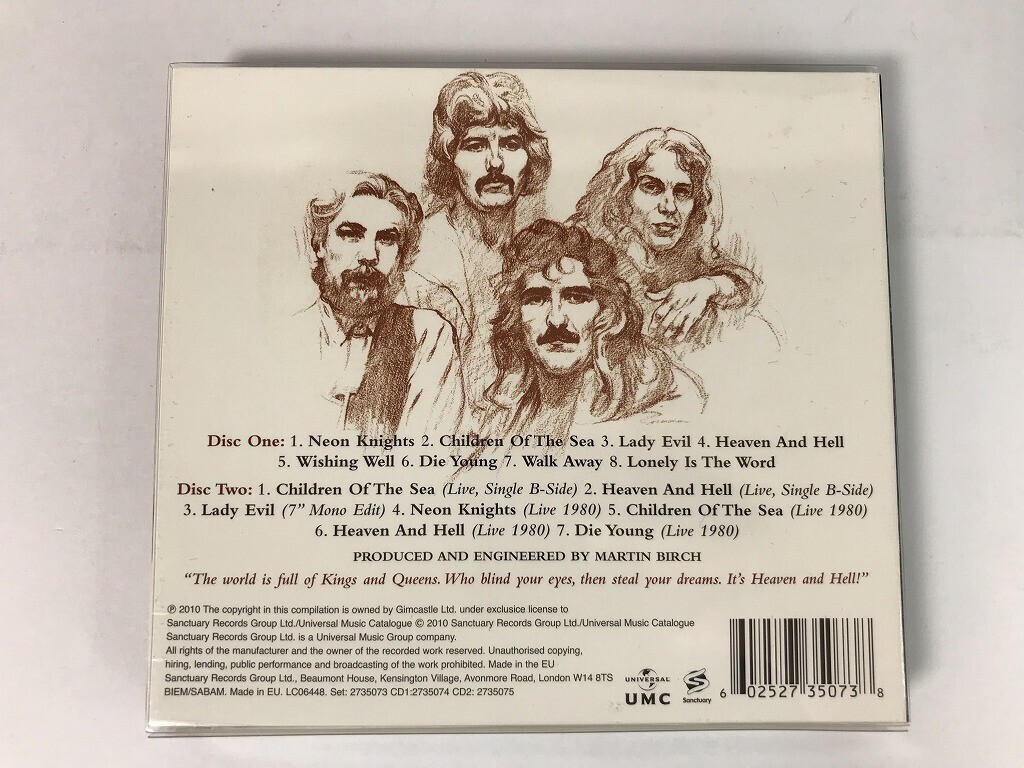 Disc One: 1. Neon Knights 2. Children Of The Sea 3. Lady Evil 4. Heaven And Hell
5. Wishing Well 6. Die Young 7. Walk Away 8. Lonely Is The Word
Disc Two: 1. Children Of The Sea (Live, Single B-Side) 2. Heaven And Hell (Live, Single B-Side)
3. Lady Evil (7" Mono Edit) 4. Neon Knights (Live 1980) 5. Children Of The Sea (Live 1980)
6. Heaven And Hell (Live 1980) 7. Die Young (Live 1980)
PRODUCED AND ENGINEERED BY MARTIN BIRCH
“The world is full of Kings and Queens. Who blind your eyes, then steal your dreams. It's Heaven and Hell!”
℗ 2010 The copyright in this compilation is owned by Gimcastle Ltd. under exclusice license to
Sanctuary Records Group Ltd./Universal Music Catalogue © 2010 Sanctuary Records Group Ltd./Universal Music Catalogue
Sanctuary Records Group Ltd. is a Universal Music Group company.
All rights of the manufacturer and the owner of the recorded work reserved. Unauthorised copying,
hiring, lending, public performance and broadcasting of the work prohibited. Made in the EU
Sanctuary Records Group Ltd., Beaumont House, Kensington Village, Avonmore Road, London W14 8TS
BIEM/SABAM. Made in EU. LC06448. Set: 2735073 CD1:2735074 CD2: 2735075
UNIVERSAL
UMC
Sanctuary
6 02527 35073 8